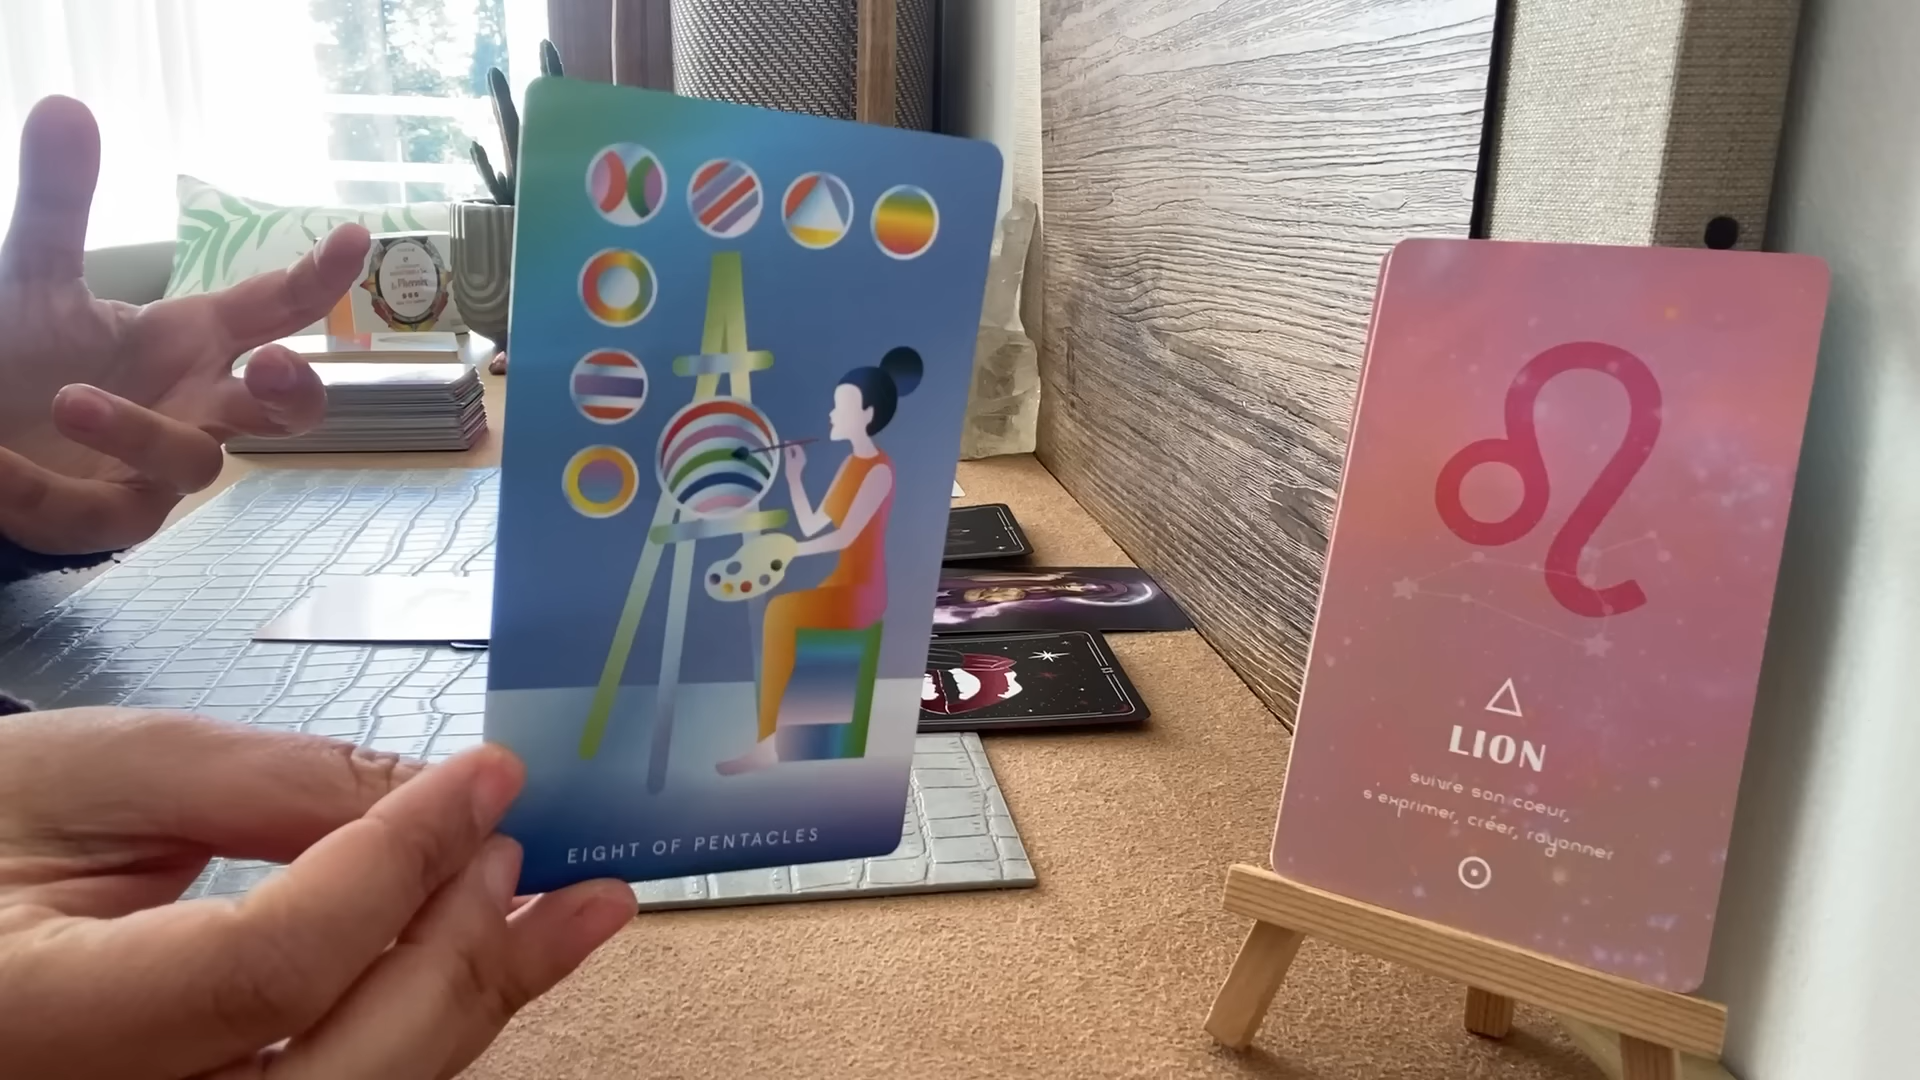 EIGHT OF PENTACLES
LION
suivre son coeur,
s'exprimer, créer, rayonner